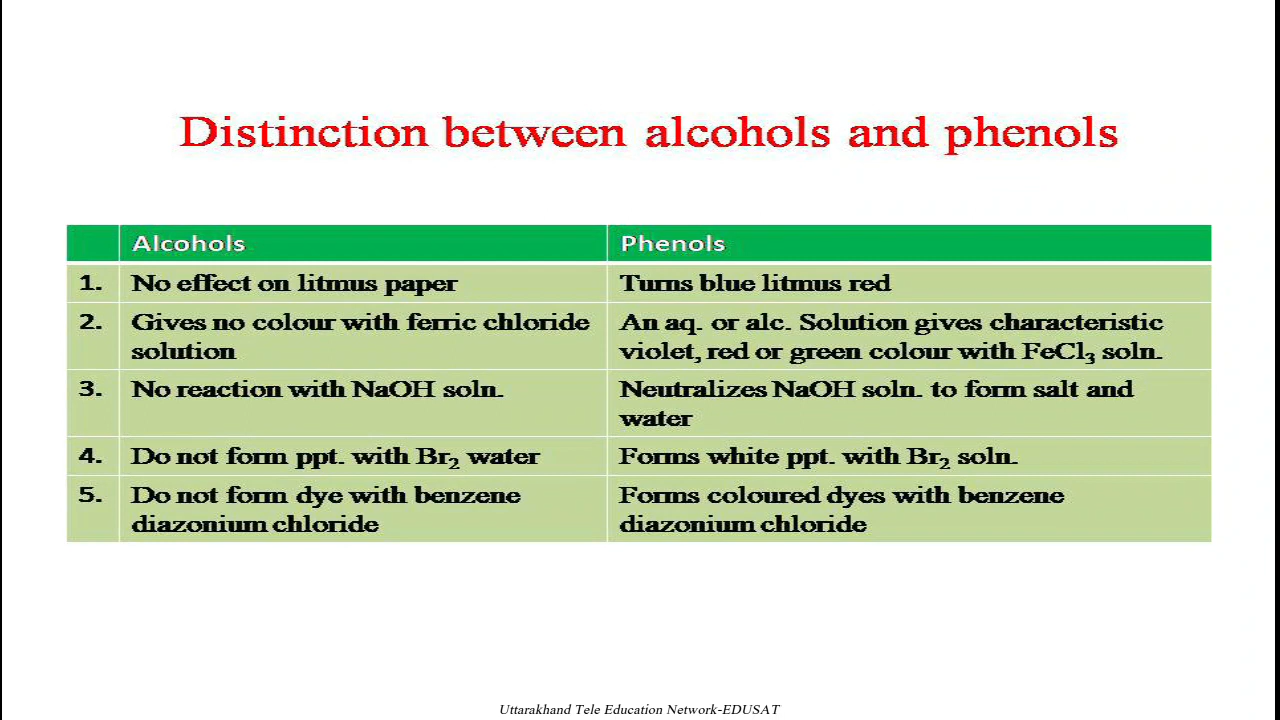 Distinction between alcohols and phenols
Alcohols Phenols
1. No effect on litmus paper Turns blue litmus red
2. Gives no colour with ferric chloride An aq. or alc. Solution gives characteristic
solution violet, red or green colour with FeCl₃ soln.
3. No reaction with NaOH soln. Neutralizes NaOH soln. to form salt and
water
4. Do not form ppt. with Br₂ water Forms white ppt. with Br₂ soln.
5. Do not form dye with benzene Forms coloured dyes with benzene
diazonium chloride diazonium chloride
Uttarakhand Tele Education Network-EDUSAT